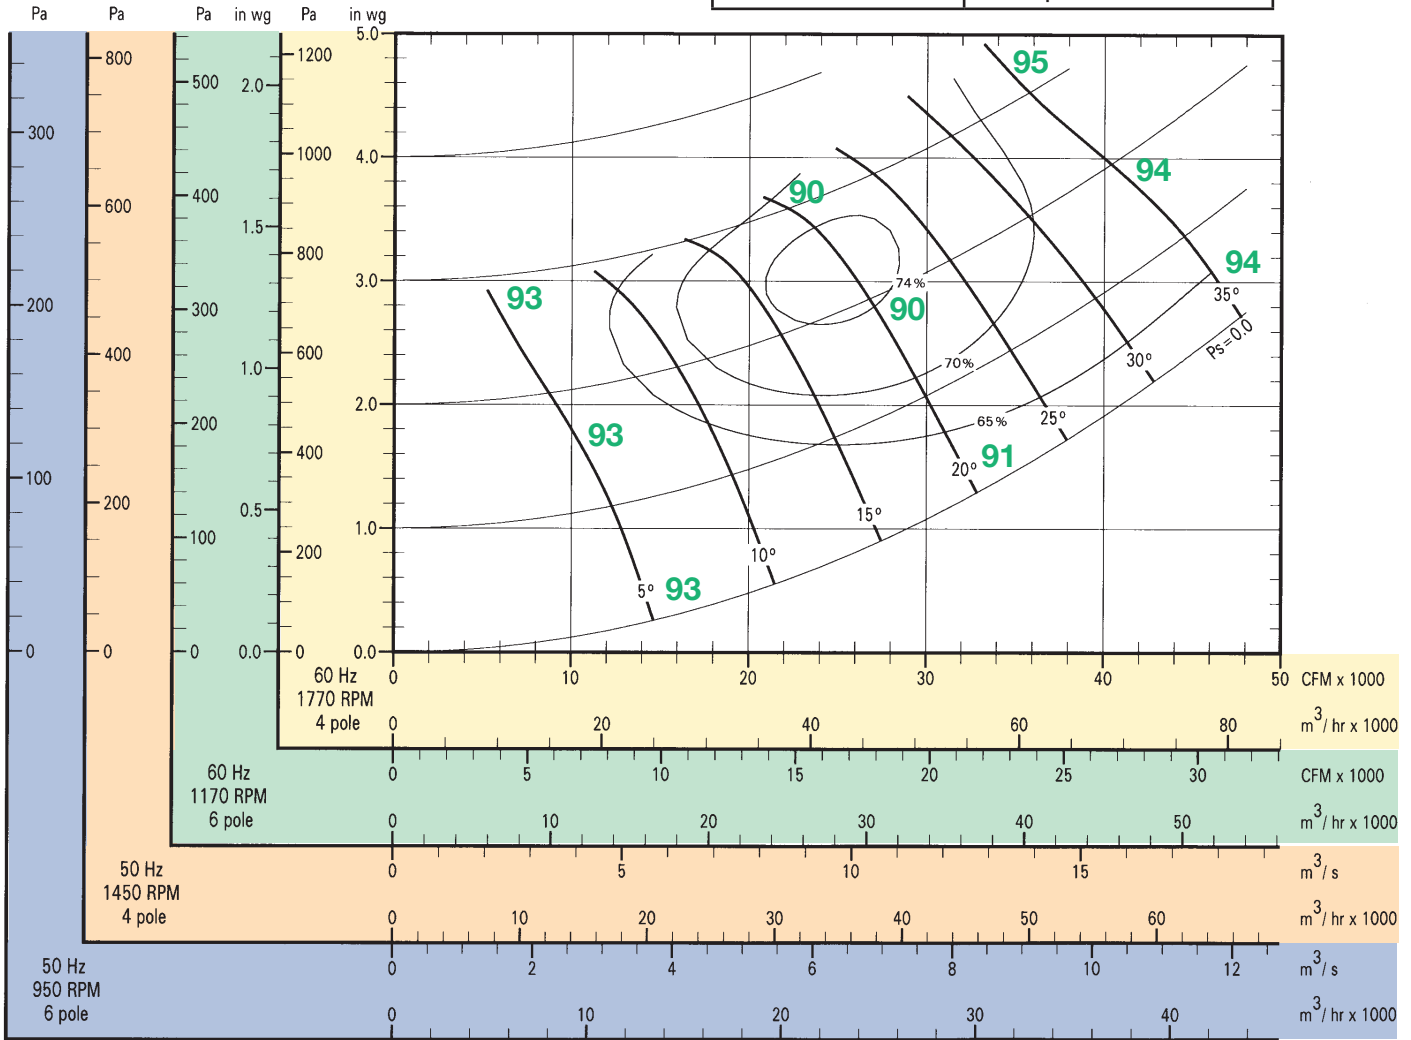 Pa Pa Pa in wg Pa in wg
5.0
1200
800
500
2.0
95
300
1000
4.0
94
400
90
600
1.5
800
94
3.0
74%
35º
200
300
93
90
Ps=0.0
600
400
1.0
70%
30º
2.0
200
65%
25º
93
400
91
100
20º
200
0.5
15º
100
1.0
200
10º
5º 93
0 0 0 0.0 0 0.0
60 Hz 0 10 20 30 40 50 CFM x 1000
1770 RPM
4 pole 0 20 40 60 80 m3/ hr x 1000
60 Hz 0 5 10 15 20 25 30 CFM x 1000
1170 RPM
6 pole 0 10 20 30 40 50 m3/ hr x 1000
50 Hz 0 5 10 15 m3/ s
1450 RPM
4 pole 0 10 20 30 40 50 60 m3/ hr x 1000
50 Hz 0 2 4 6 8 10 12 m3/ s
950 RPM
6 pole 0 10 20 30 40 m3/ hr x 1000